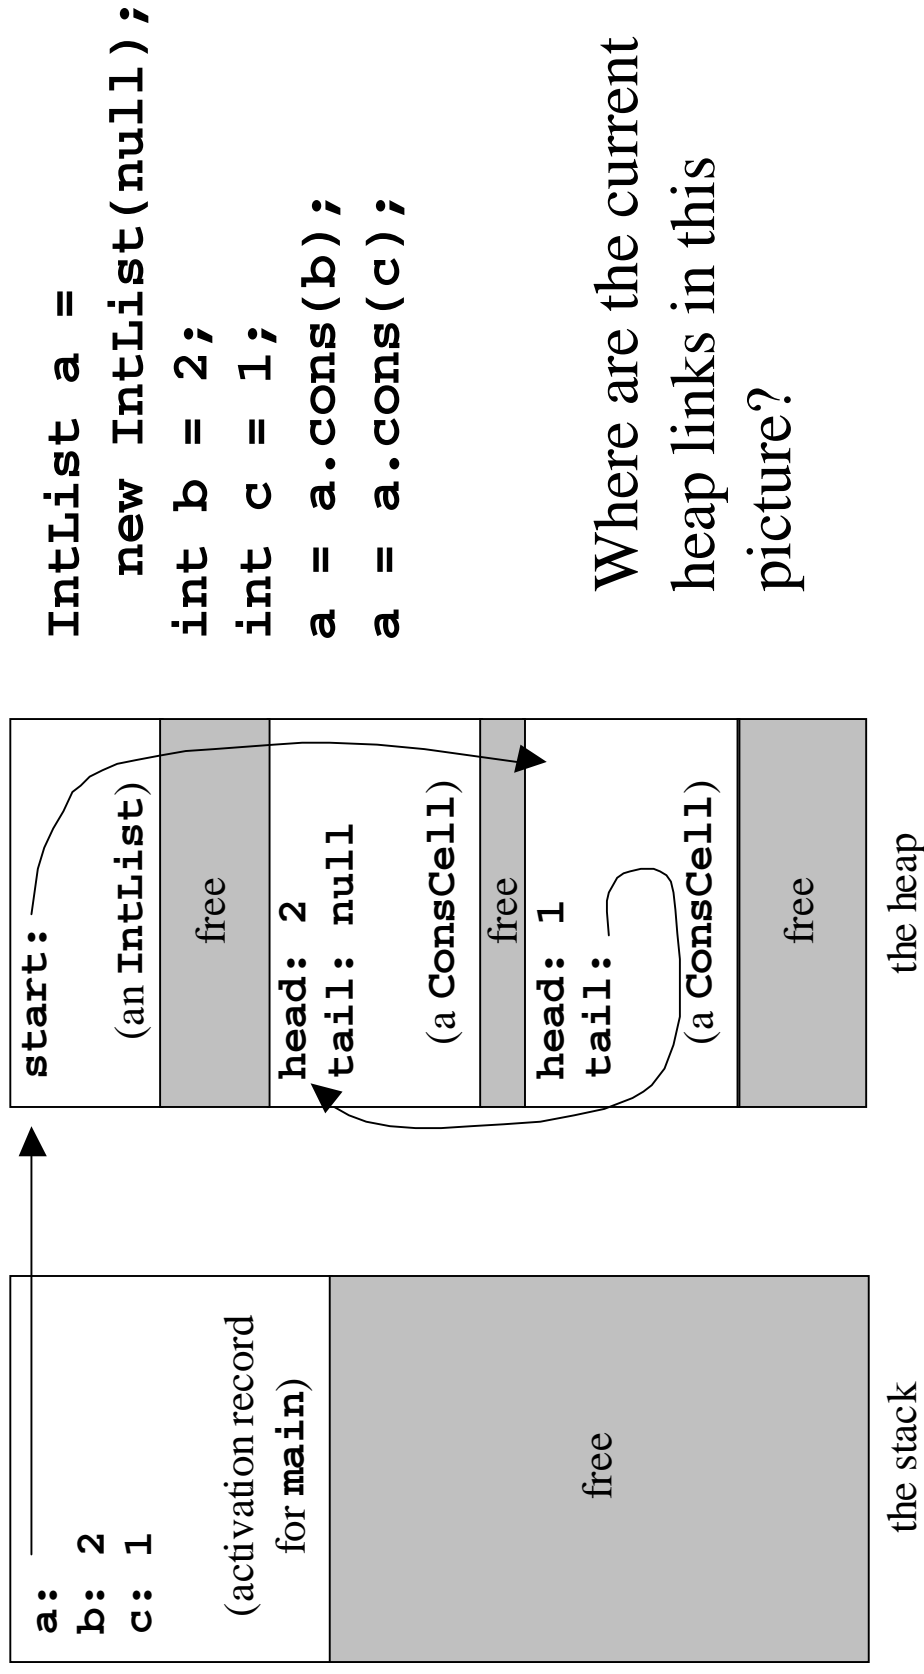 a:
b: 2
c: 1
(activation record
for main)
free
the stack
start:
(an IntList)
free
head: 2
tail: null
(a ConsCell)
free
head: 1
tail:
(a ConsCell)
free
the heap
IntList a =
new IntList(null);
int b = 2;
int c = 1;
a = a.cons(b);
a = a.cons(c);
Where are the current
heap links in this
picture?